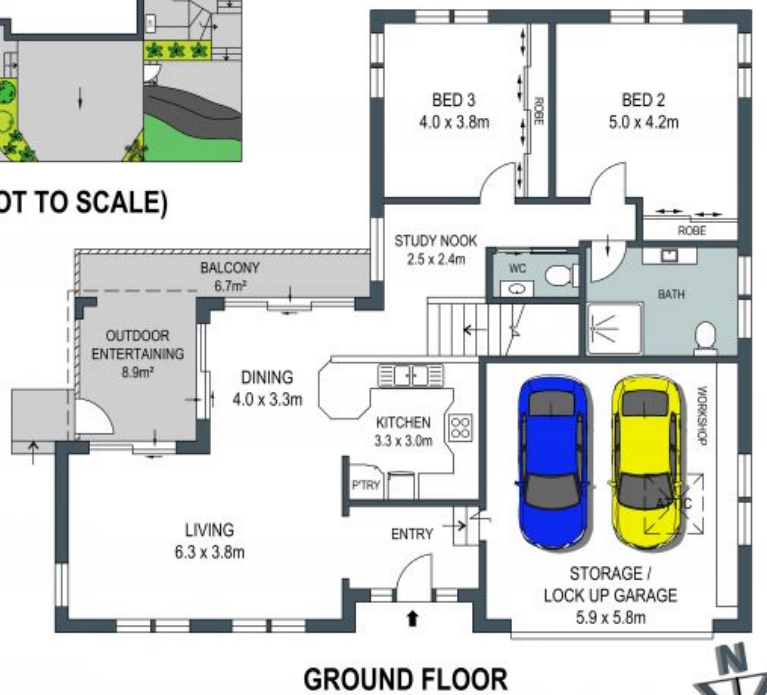 OT TO SCALE)
BED 3
4.0 x 3.8m
ROBE
BED 2
5.0 x 4.2m
ROBE
STUDY NOOK
2.5 x 2.4m
WC
BATH
BALCONY
6.7m²
OUTDOOR
ENTERTAINING
8.9m²
DINING
4.0 x 3.3m
KITCHEN
3.3 x 3.0m
P'TRY
WORKSHOP
ATTIC
LIVING
6.3 x 3.8m
ENTRY
STORAGE /
LOCK UP GARAGE
5.9 x 5.8m
GROUND FLOOR
N